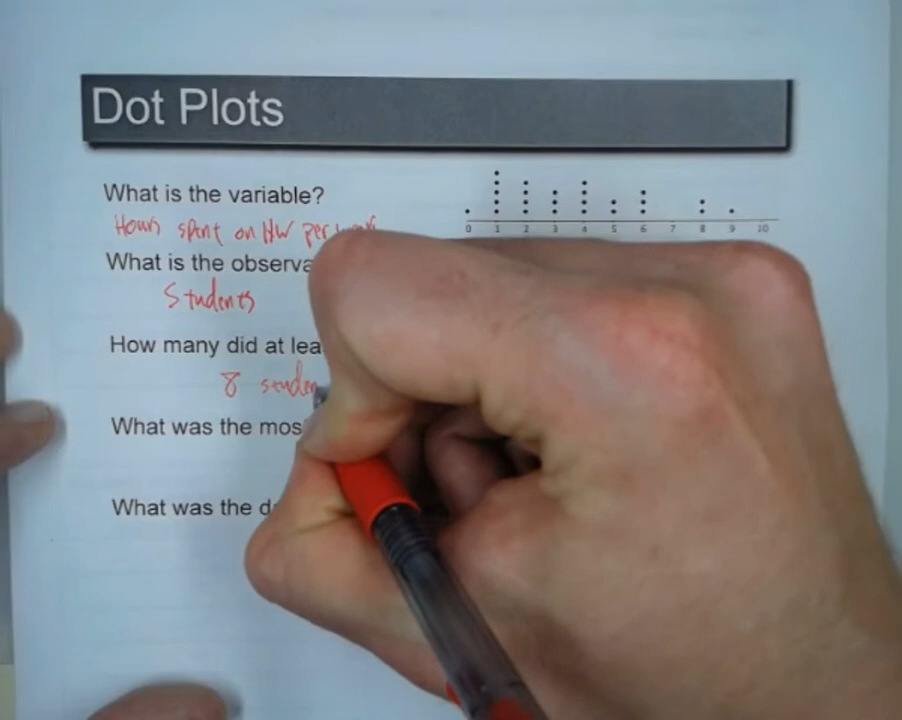 Dot Plots
What is the variable?
Hours spent on HW per
0 1 2 3 4 5 6 7 8 9 10
What is the observa
Students
How many did at lea
8 studen
What was the mos
What was the d